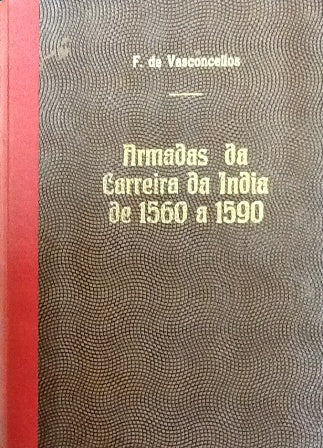 F. de Vasconcellos
Armadas da
Carreira da India
de 1560 a 1590